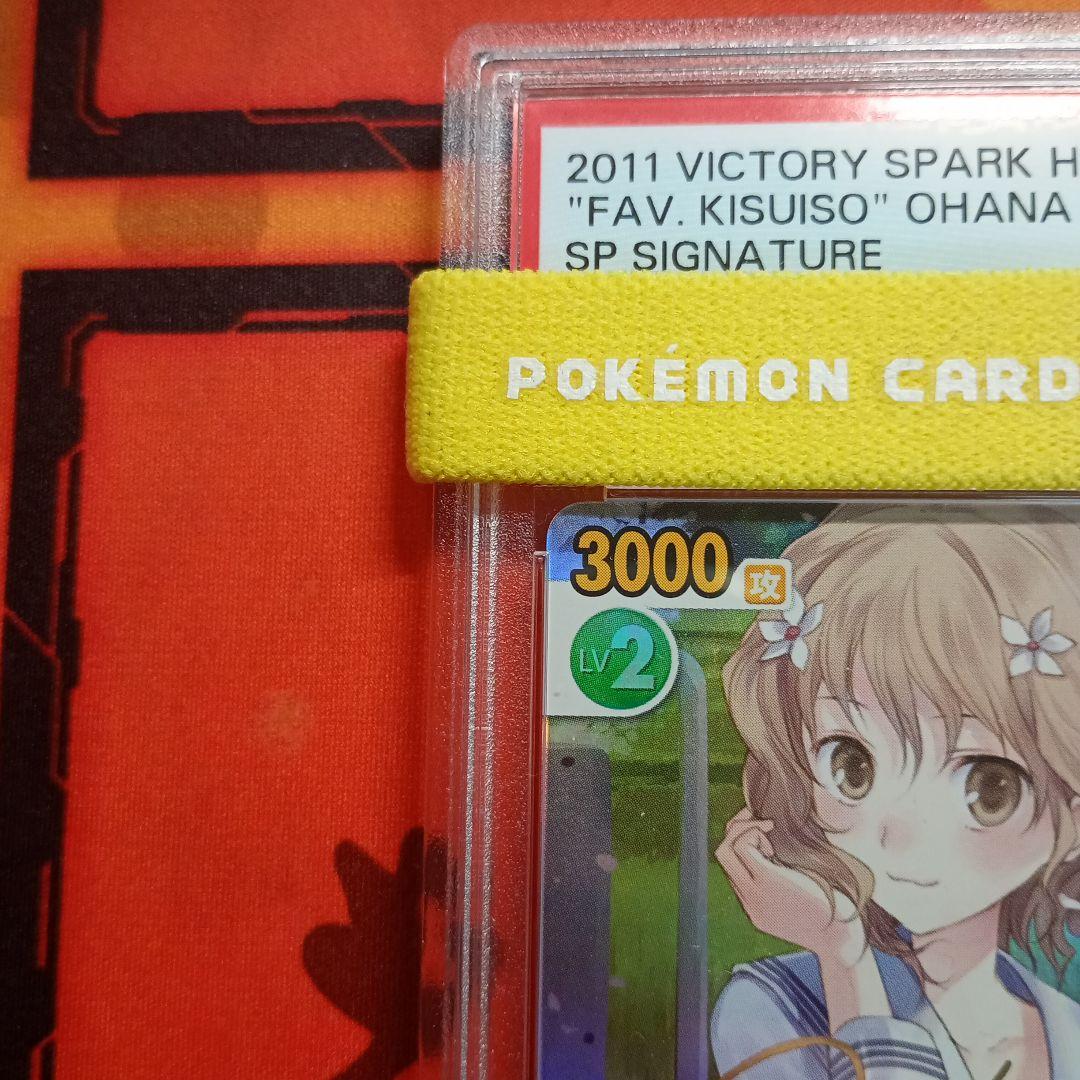 2011 VICTORY SPARK H
"FAV. KISUISO" OHANA
SP SIGNATURE
POKÉMON CARD
3000 攻
LV2